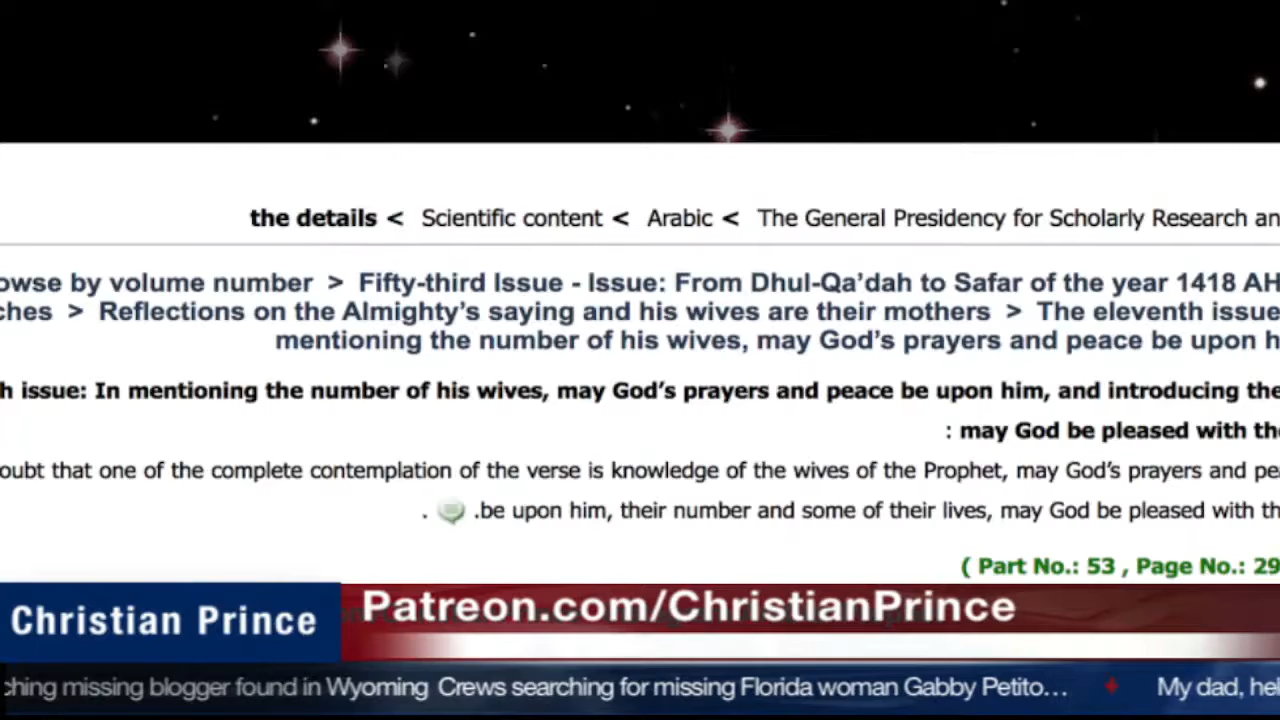 the details < Scientific content < Arabic < The General Presidency for Scholarly Research an
owse by volume number > Fifty-third Issue - Issue: From Dhul-Qa’dah to Safar of the year 1418 AH
ches > Reflections on the Almighty’s saying and his wives are their mothers > The eleventh issue
mentioning the number of his wives, may God’s prayers and peace be upon h
h issue: In mentioning the number of his wives, may God’s prayers and peace be upon him, and introducing the
: may God be pleased with the
oubt that one of the complete contemplation of the verse is knowledge of the wives of the Prophet, may God’s prayers and pea
. .be upon him, their number and some of their lives, may God be pleased with th
( Part No.: 53 , Page No.: 29
Christian Prince
Patreon.com/ChristianPrince
ching missing blogger found in Wyoming Crews searching for missing Florida woman Gabby Petito... My dad, hel